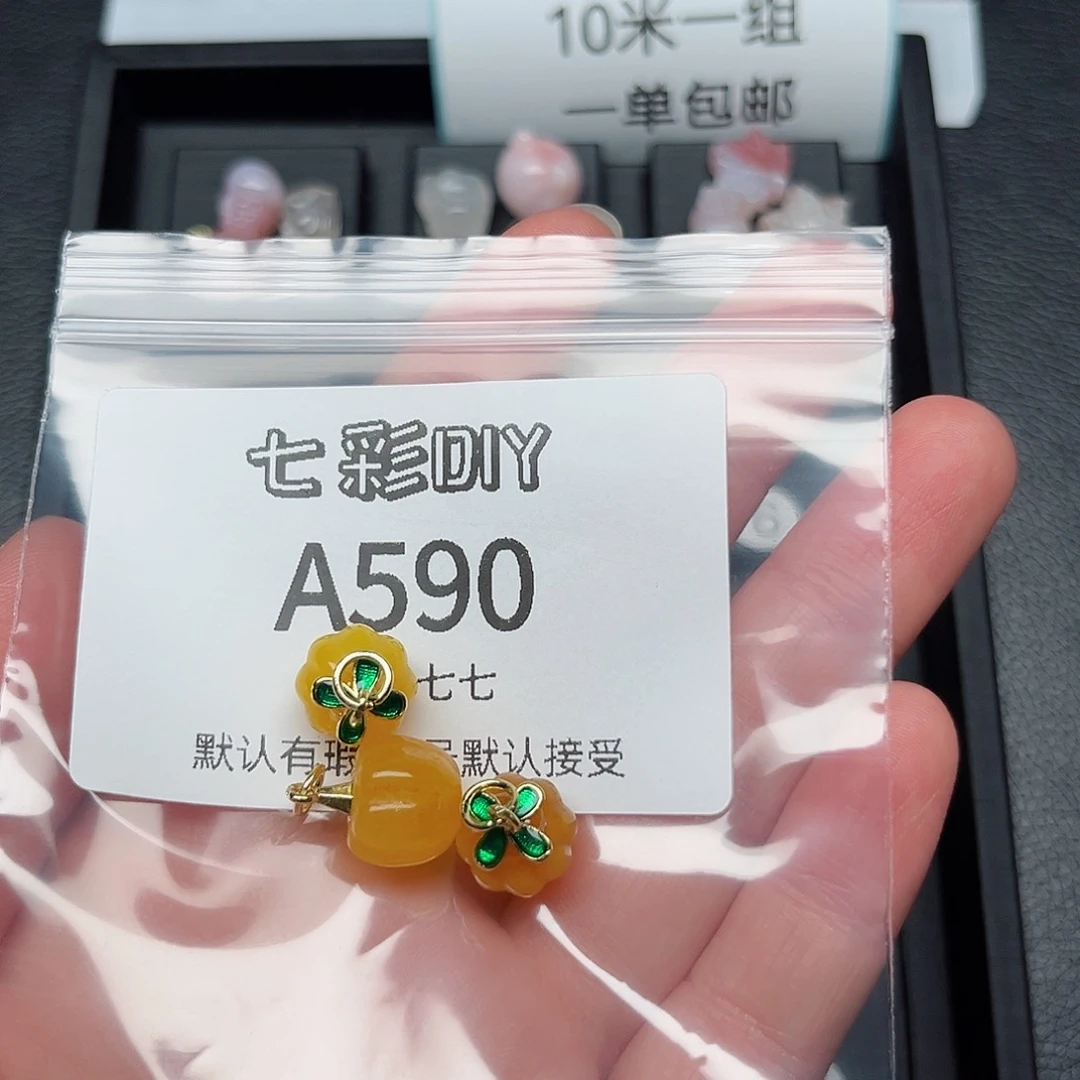 10米一组
一单包邮
七彩DIY
A590
七七
默认有瑕 默认接受